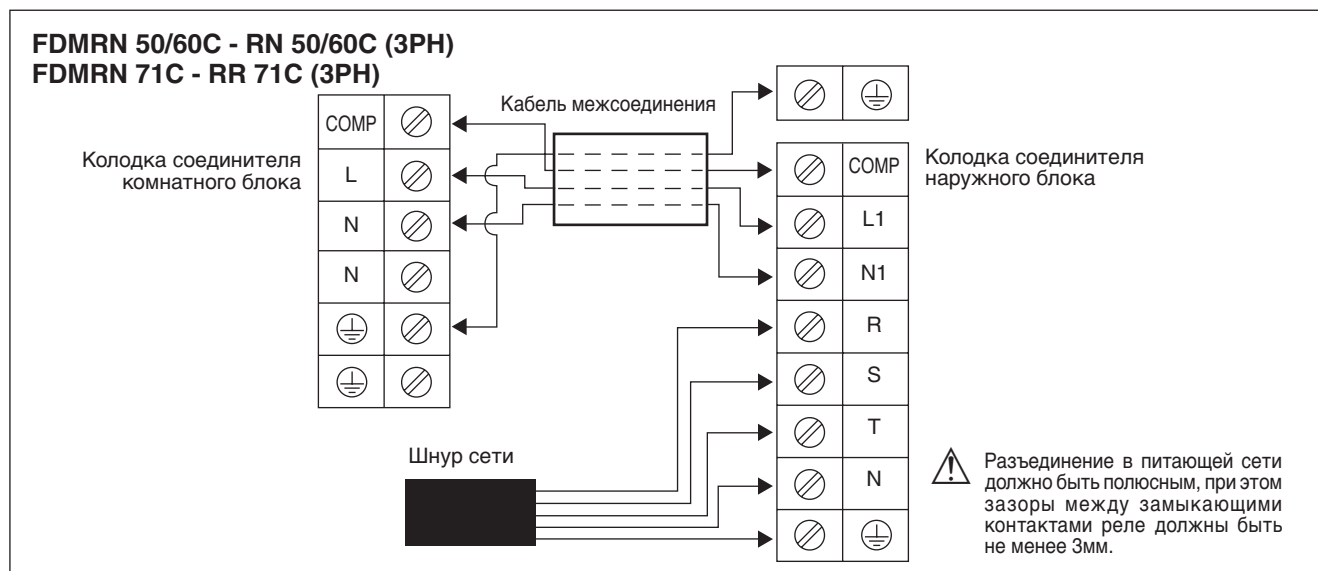 FDMRN 50/60C - RN 50/60C (3PH)
FDMRN 71C - RR 71C (3PH)
Кабель межсоединения
Колодка соединителя
комнатного блока
COMP
L
N
N
Колодка соединителя
наружного блока
COMP
L1
N1
R
S
T
N
Шнур сети
Разъединение в питающей сети
должно быть полюсным, при этом
зазоры между замыкающими
контактами реле должны быть
не менее 3мм.